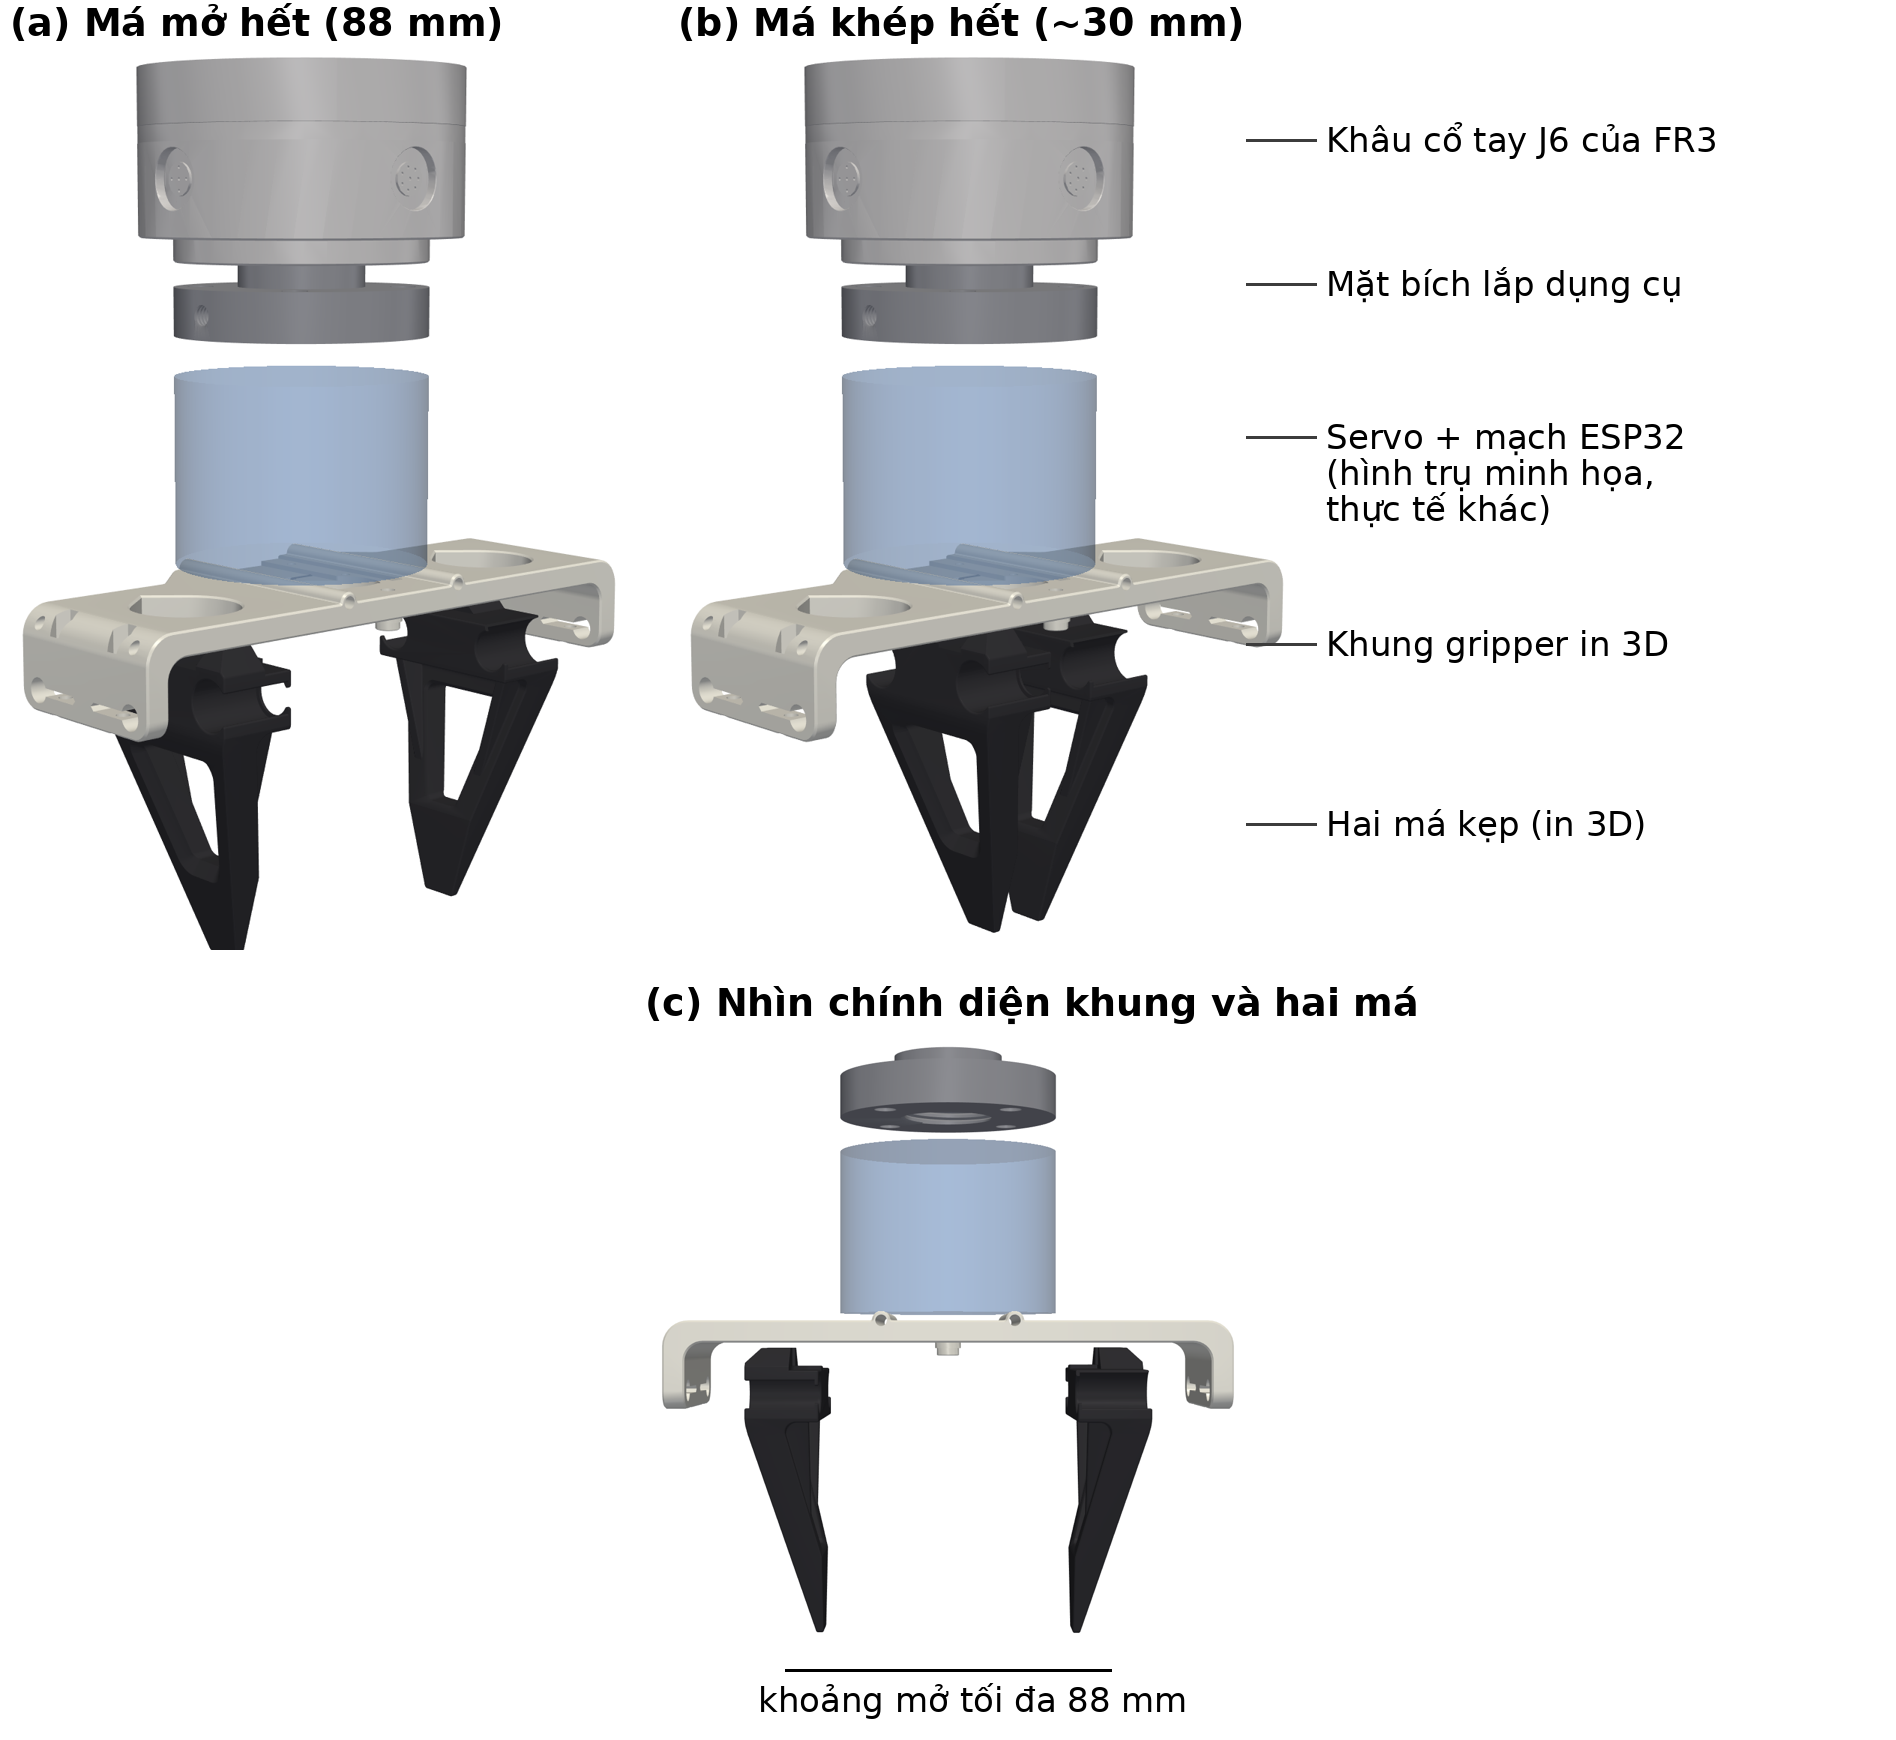 (a) Má mở hết (88 mm)
(b) Má khép hết (~30 mm)
Khâu cổ tay J6 của FR3
Mặt bích lắp dụng cụ
Servo + mạch ESP32
(hình trụ minh họa,
thực tế khác)
Khung gripper in 3D
Hai má kẹp (in 3D)
(c) Nhìn chính diện khung và hai má
khoảng mở tối đa 88 mm